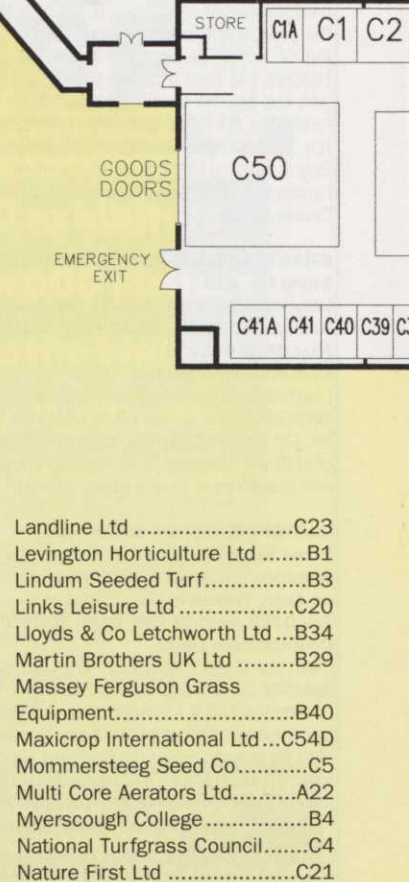 STORE
C1A C1 C2
GOODS
DOORS
C50
EMERGENCY
EXIT
C41A C41 C40 C39
Landline Ltd ........................C23
Levington Horticulture Ltd .......B1
Lindum Seeded Turf...............B3
Links Leisure Ltd .................C20
Lloyds & Co Letchworth Ltd ...B34
Martin Brothers UK Ltd .........B29
Massey Ferguson Grass
Equipment..........................B40
Maxicrop International Ltd ...C54D
Mommersteeg Seed Co...........C5
Multi Core Aerators Ltd..........A22
Myerscough College...............B4
National Turfgrass Council.......C4
Nature First Ltd ...................C21